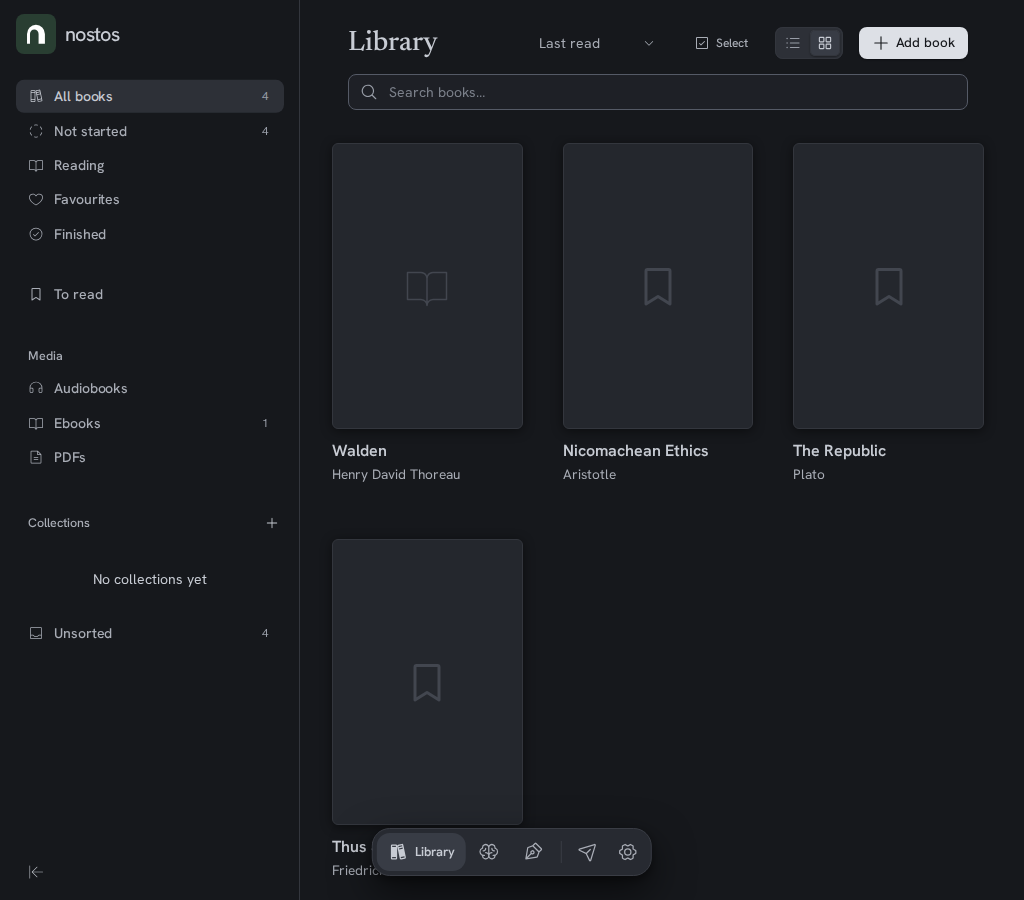 nostos
All books 4
Not started 4
Reading
Favourites
Finished
To read
Media
Audiobooks
Ebooks 1
PDFs
Collections
No collections yet
Unsorted 4
Library
Last read
Select
Add book
Search books...
Walden
Henry David Thoreau
Nicomachean Ethics
Aristotle
The Republic
Plato
Thus
Library